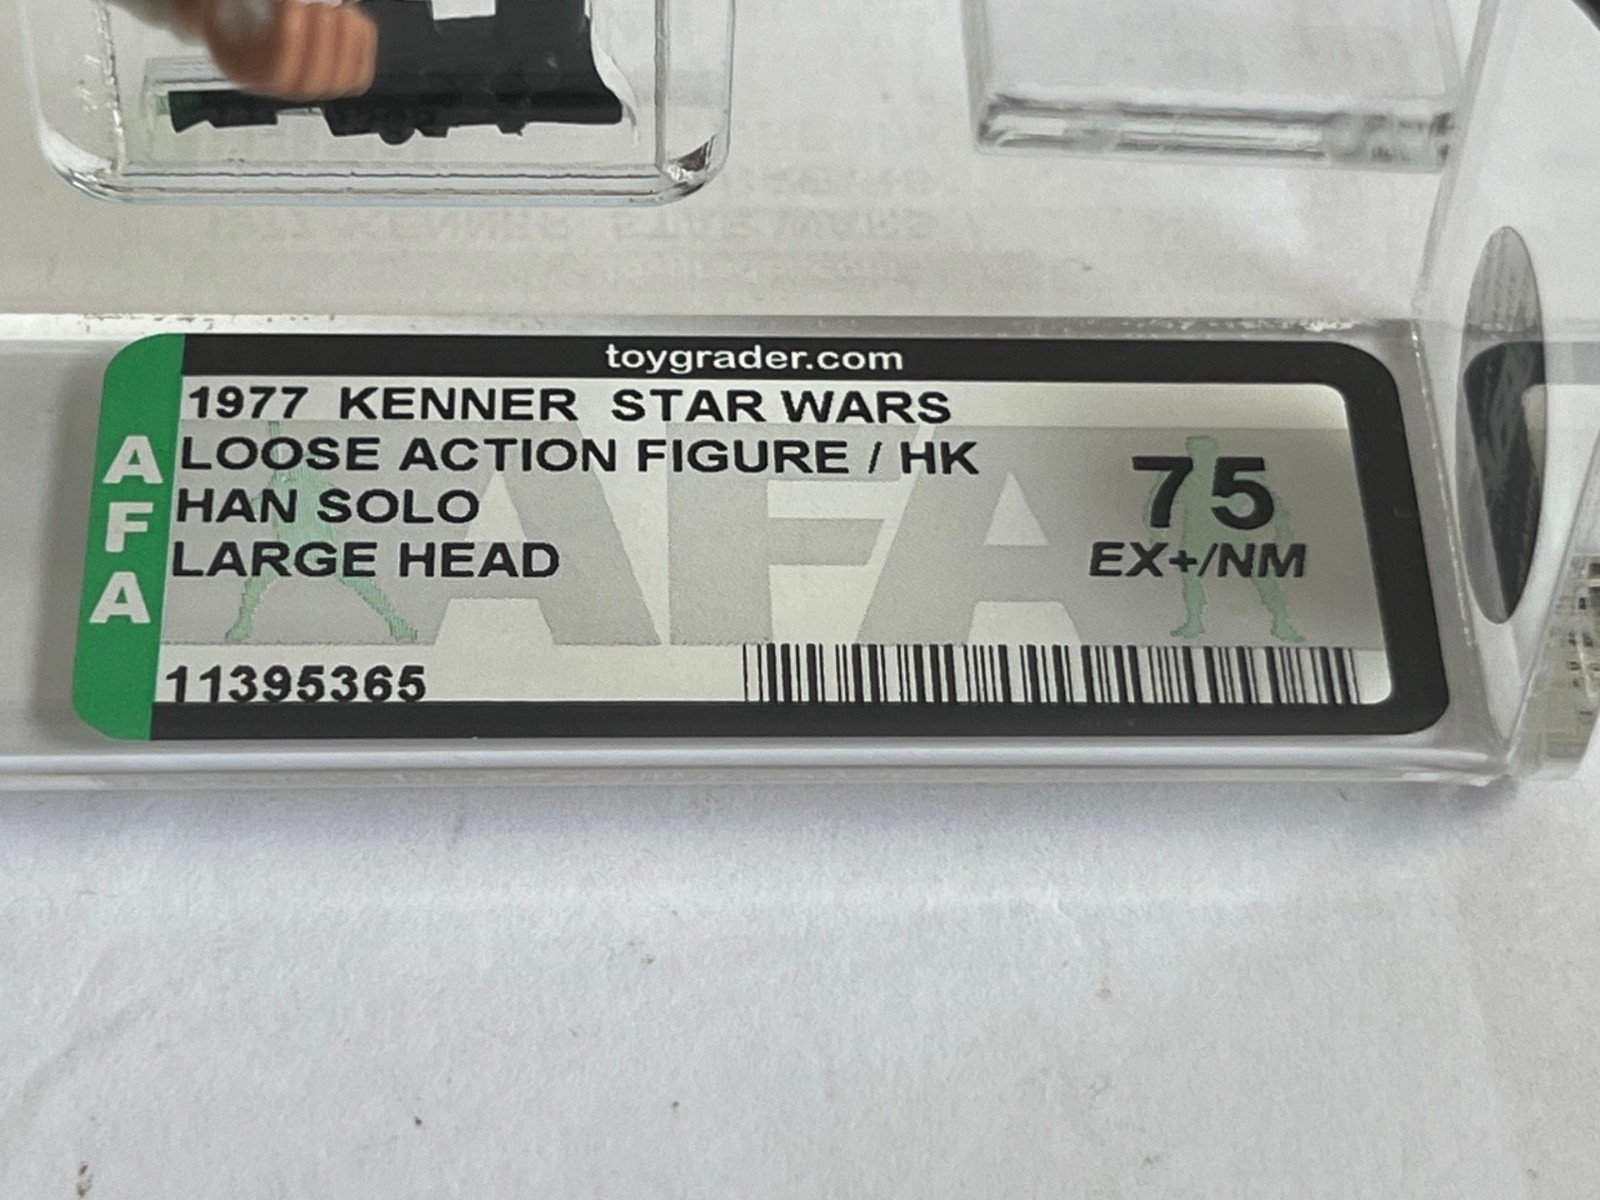 toygrader.com
1977 KENNER STAR WARS
LOOSE ACTION FIGURE / HK
HAN SOLO
LARGE HEAD
75
EX+/NM
AFA
AFA
11395365